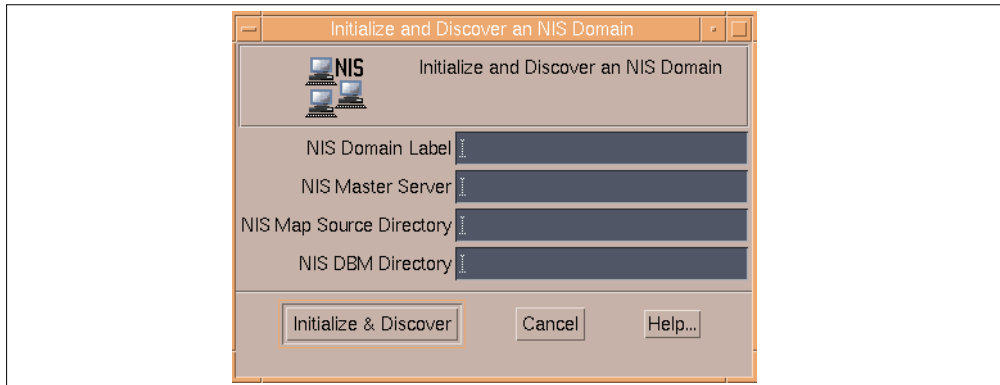 Initialize and Discover an NIS Domain
NIS
Initialize and Discover an NIS Domain
NIS Domain Label
NIS Master Server
NIS Map Source Directory
NIS DBM Directory
Initialize & Discover
Cancel
Help...